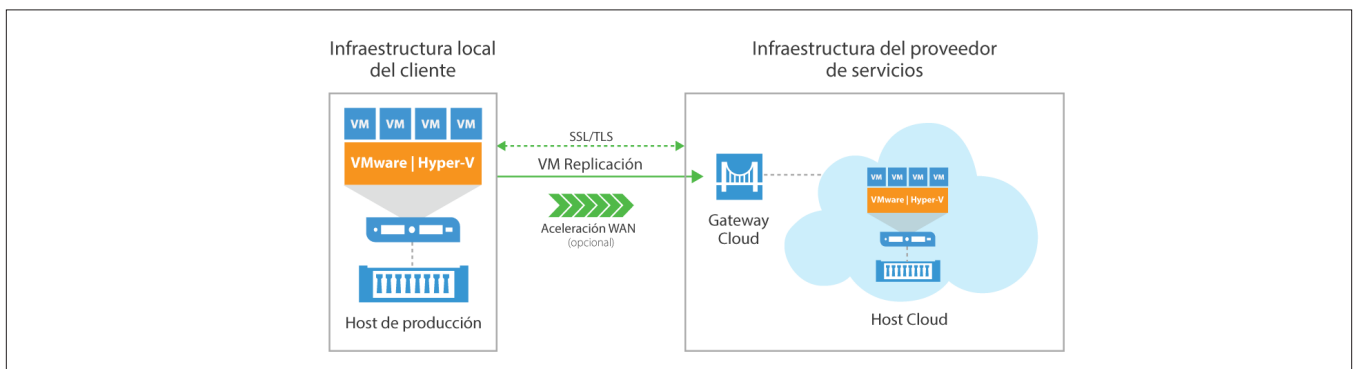 Infraestructura local
del cliente
VM VM VM VM
VMware | Hyper-V
Host de producción
SSL/TLS
VM Replicación
Aceleración WAN
(opcional)
Infraestructura del proveedor
de servicios
Gateway
Cloud
VM VM VM VM
VMware | Hyper-V
Host Cloud